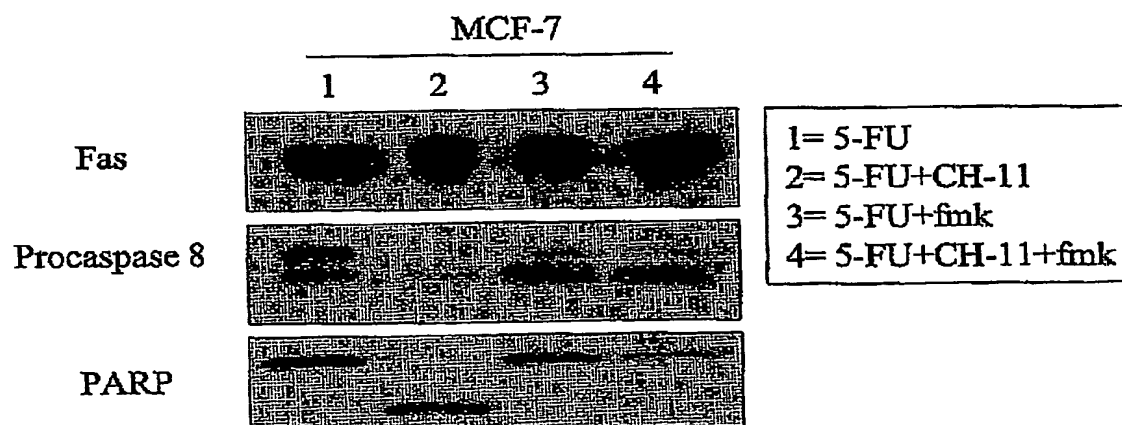 MCF-7
1 2 3 4
Fas
Procaspase 8
PARP
1= 5-FU
2= 5-FU+CH-11
3= 5-FU+fmk
4= 5-FU+CH-11+fmk